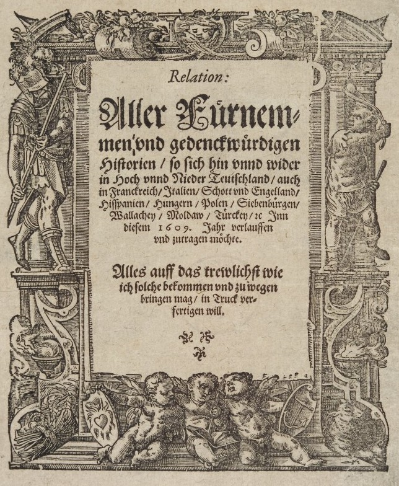 Relation:
Aller Fürnem-
men/ vnd gedenckwürdigen
Historien / so sich hin vnnd wider
in Hoch vnnd Nieder Teutschland/ auch
in Franckreich/ Italien/ Schott vnd Engelland/
Hisspanien / Hungern / Polen / Siebenbürgen/
Wallachey / Moldaw / Türckey/ ꝛc Inn
diesem 1609. Jahr verlauffen
vnd zutragen möchte.
Alles auff das trewlichst wie
ich solche bekommen vnd zu wegen
bringen mag / in Truck ver-
fertigen will.